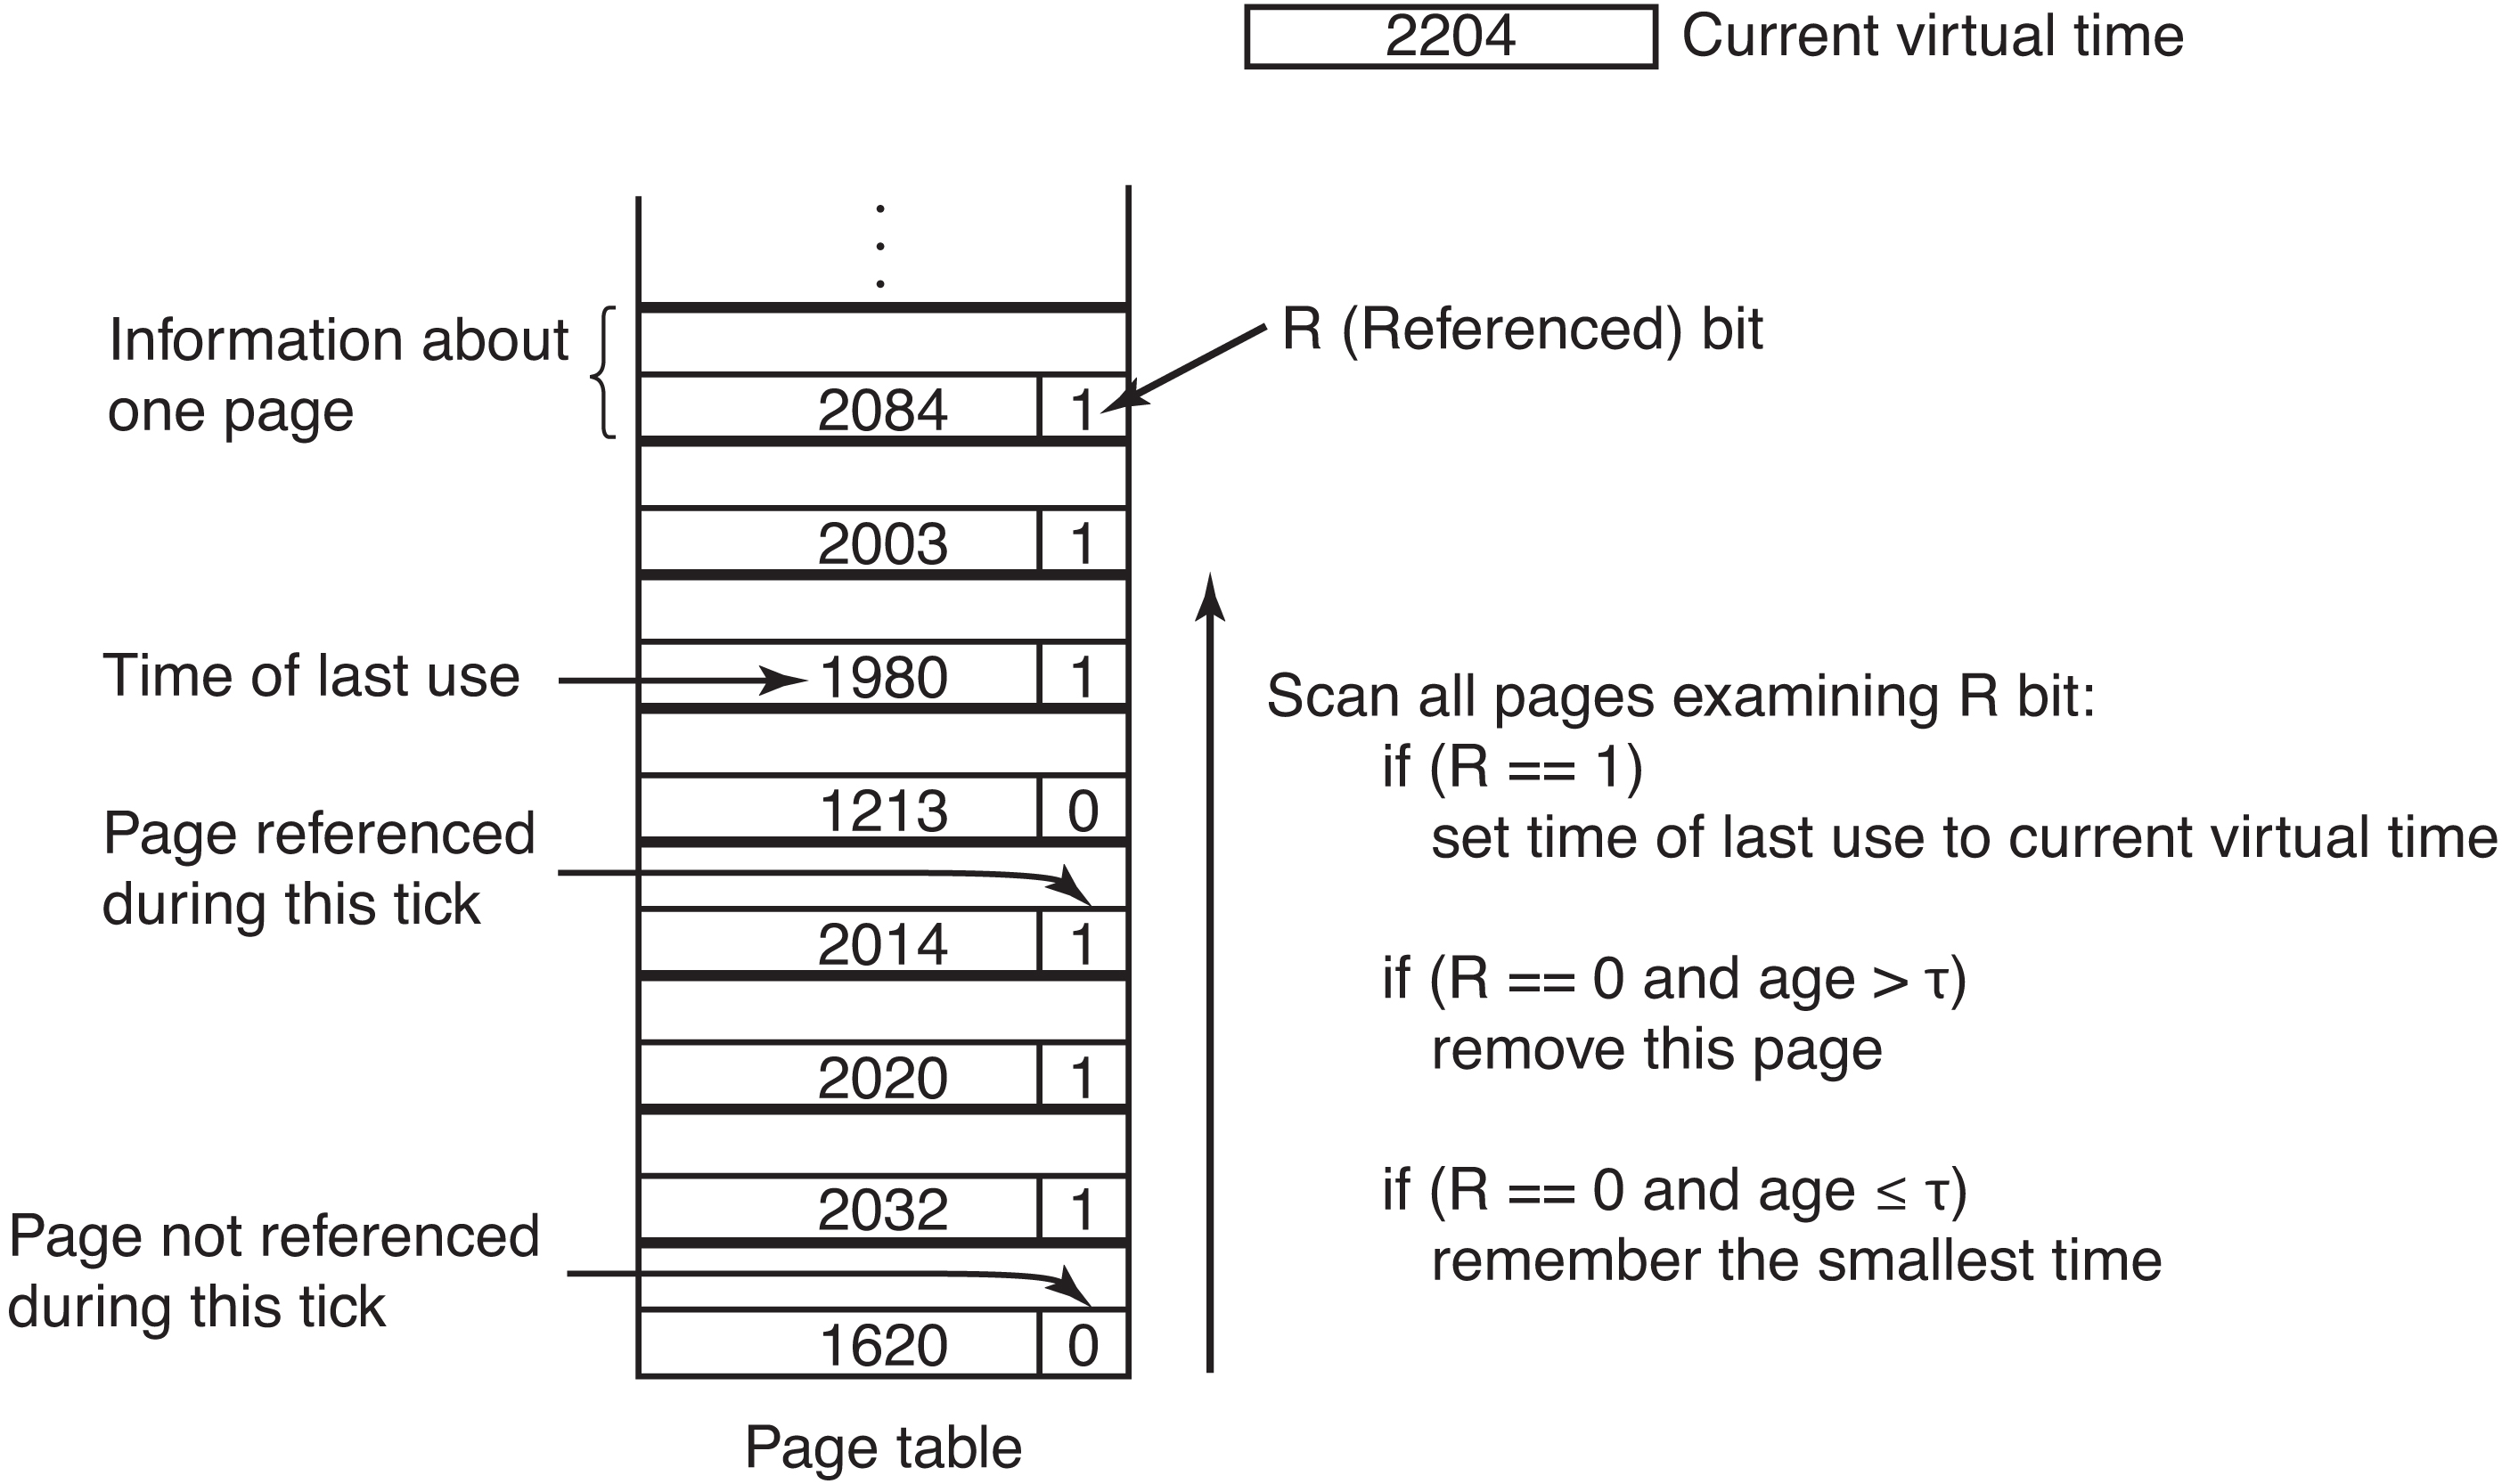 2204 Current virtual time
Information about
one page
R (Referenced) bit
2084 1
2003 1
Time of last use
1980 1
1213 0
Page referenced
during this tick
2014 1
2020 1
2032 1
Page not referenced
during this tick
1620 0
Page table
Scan all pages examining R bit:
if (R == 1)
set time of last use to current virtual time
if (R == 0 and age > τ)
remove this page
if (R == 0 and age ≤ τ)
remember the smallest time